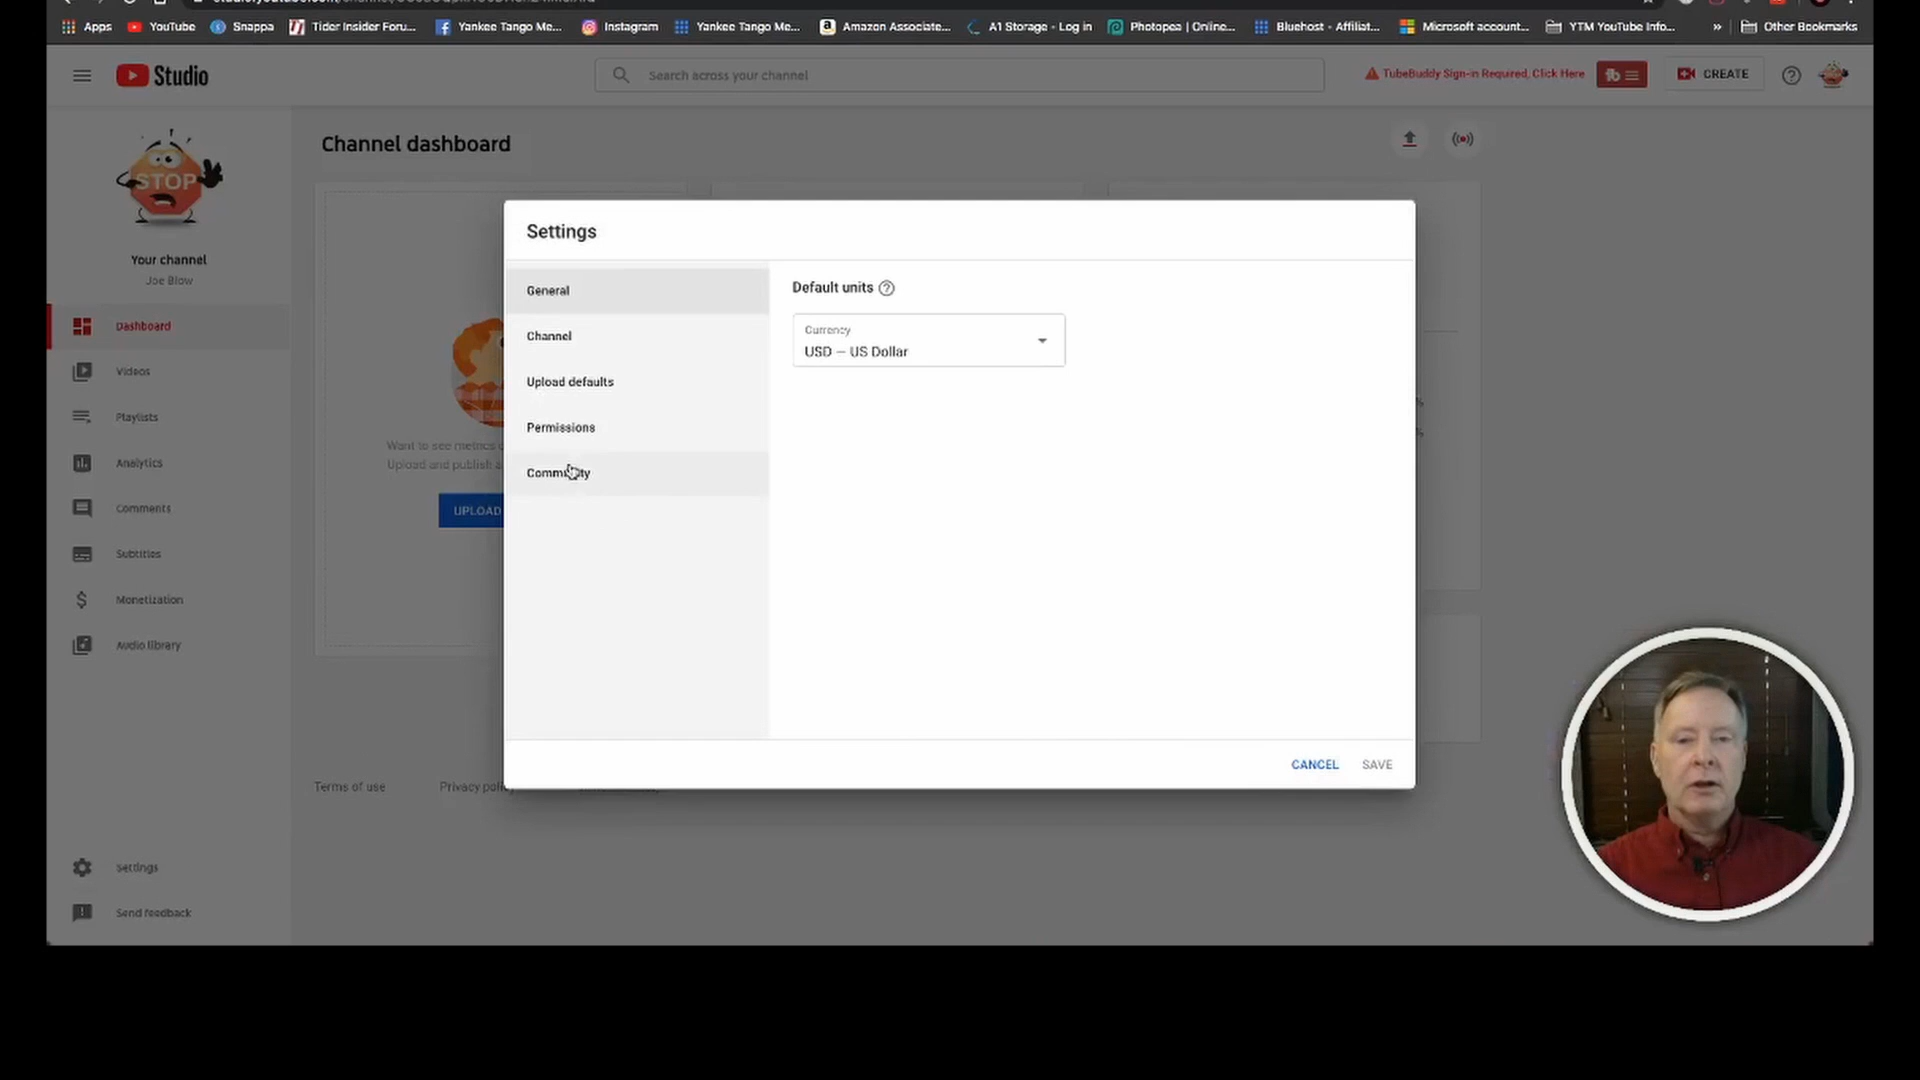 Apps YouTube Snappa Tider Insider Foru... Yankee Tango Me... Instagram Yankee Tango Me... Amazon Associate... A1 Storage - Log in Photopea | Online... Bluehost - Affiliat... Microsoft account... YTM YouTube Info... » Other Bookmarks
Studio
Search across your channel
TubeBuddy Sign-in Required, Click Here
tb
CREATE
STOP
Your channel
Joe Blow
Dashboard
Videos
Playlists
Analytics
Comments
Subtitles
Monetization
Audio library
Settings
Send feedback
Channel dashboard
Want to see metrics
Upload and publish a
UPLOAD
Terms of use
Privacy policy
Settings
General
Channel
Upload defaults
Permissions
Community
Default units
Currency
USD – US Dollar
CANCEL SAVE